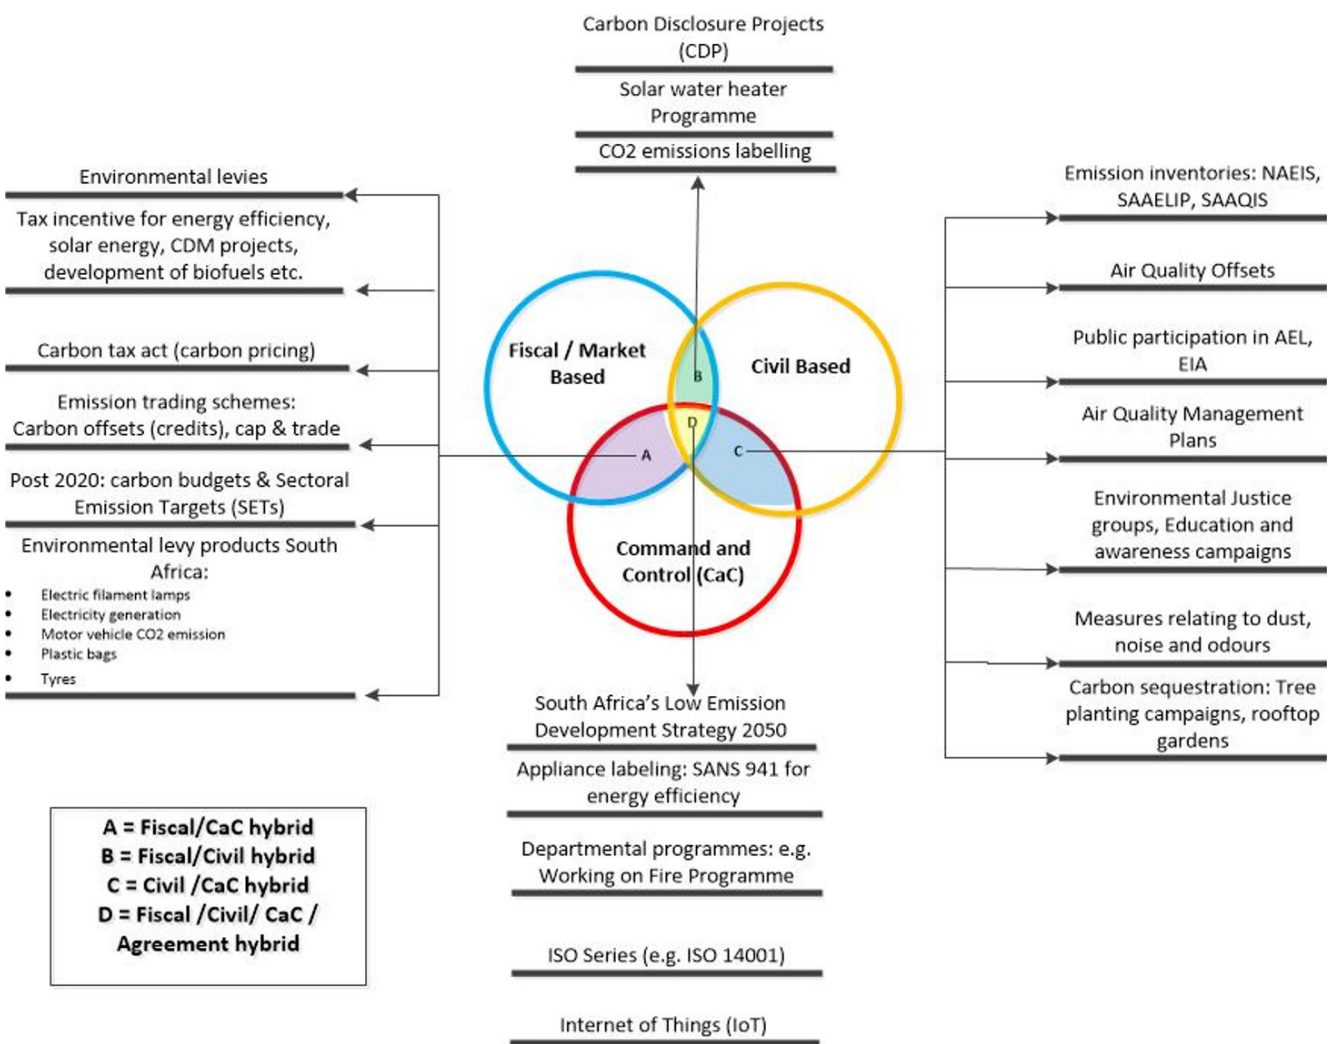 Carbon Disclosure Projects
(CDP)
Solar water heater
Programme
CO2 emissions labelling
Environmental levies
Tax incentive for energy efficiency,
solar energy, CDM projects,
development of biofuels etc.
Carbon tax act (carbon pricing)
Emission trading schemes:
Carbon offsets (credits), cap & trade
Post 2020: carbon budgets & Sectoral
Emission Targets (SETs)
Environmental levy products South
Africa:
• Electric filament lamps
• Electricity generation
• Motor vehicle CO2 emission
• Plastic bags
• Tyres
Fiscal / Market
Based
Civil Based
B
D
A
C
Command and
Control (CaC)
Emission inventories: NAEIS,
SAAELIP, SAAQIS
Air Quality Offsets
Public participation in AEL,
EIA
Air Quality Management
Plans
Environmental Justice
groups, Education and
awareness campaigns
Measures relating to dust,
noise and odours
Carbon sequestration: Tree
planting campaigns, rooftop
gardens
South Africa's Low Emission
Development Strategy 2050
Appliance labeling: SANS 941 for
energy efficiency
Departmental programmes: e.g.
Working on Fire Programme
ISO Series (e.g. ISO 14001)
Internet of Things (IoT)
A = Fiscal/CaC hybrid
B = Fiscal/Civil hybrid
C = Civil /CaC hybrid
D = Fiscal /Civil/ CaC /
Agreement hybrid